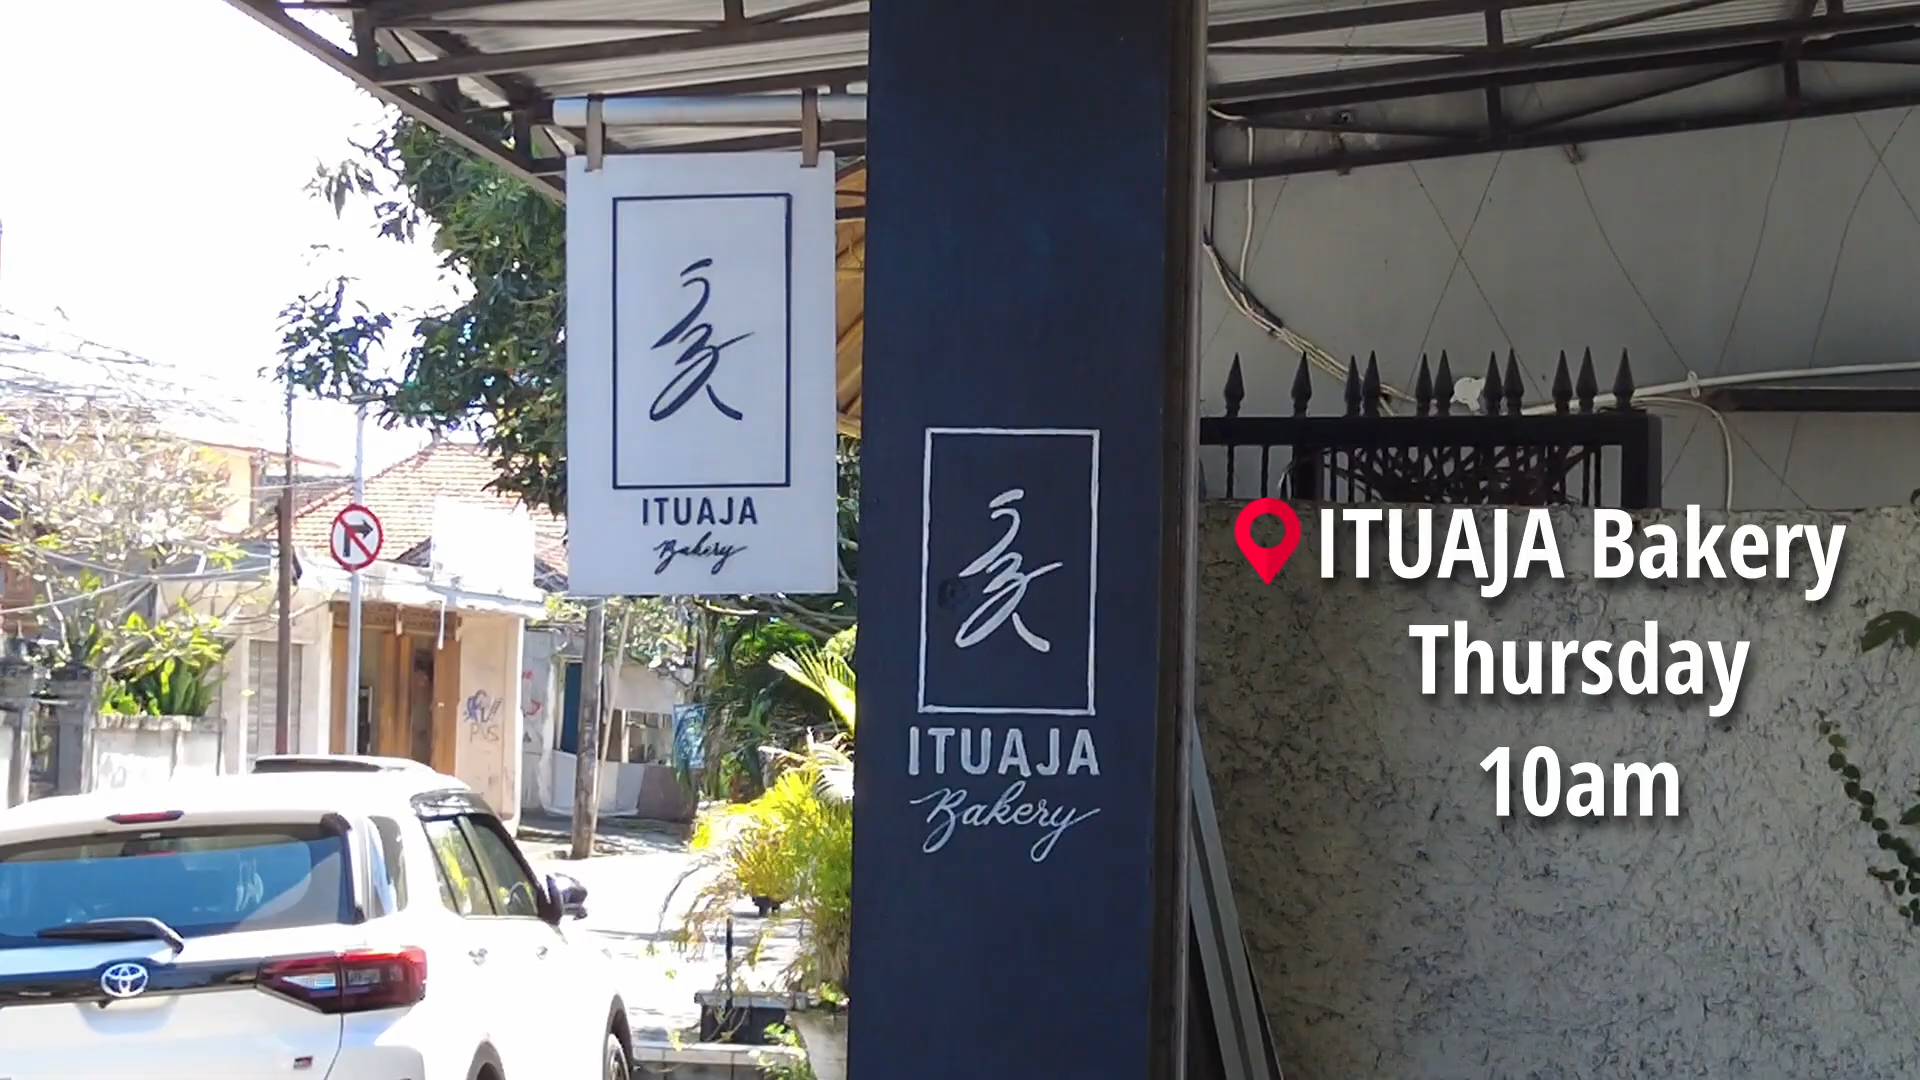 ITUAJA
Bakery
ITUAJA
Bakery
ITUAJA Bakery
Thursday
10am